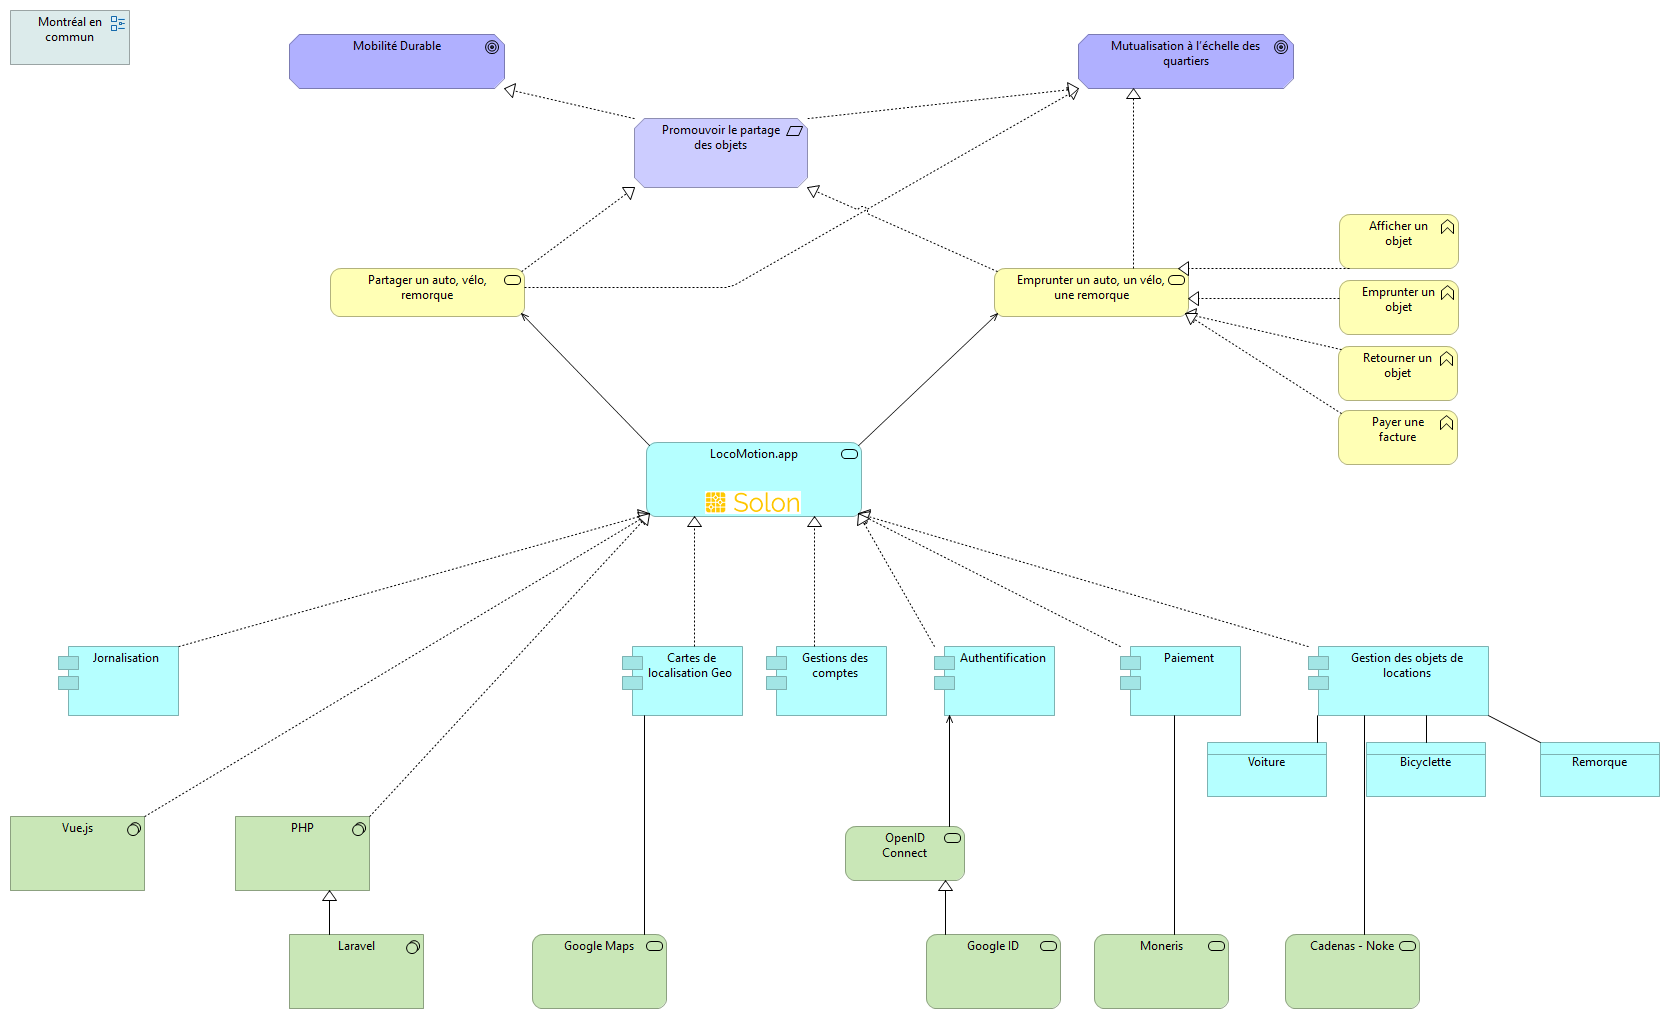 Montréal en
commun
Mobilité Durable
Mutualisation à l'échelle des
quartiers
Promouvoir le partage
des objets
Afficher un
objet
Partager un auto, vélo,
remorque
Emprunter un auto, un vélo,
une remorque
Emprunter un
objet
Retourner un
objet
Payer une
facture
LocoMotion.app
Solon
Jornalisation
Cartes de
localisation Geo
Gestions des
comptes
Authentification
Paiement
Gestion des objets de
locations
Voiture
Bicyclette
Remorque
Vue.js
PHP
OpenID
Connect
Laravel
Google Maps
Google ID
Moneris
Cadenas - Noke